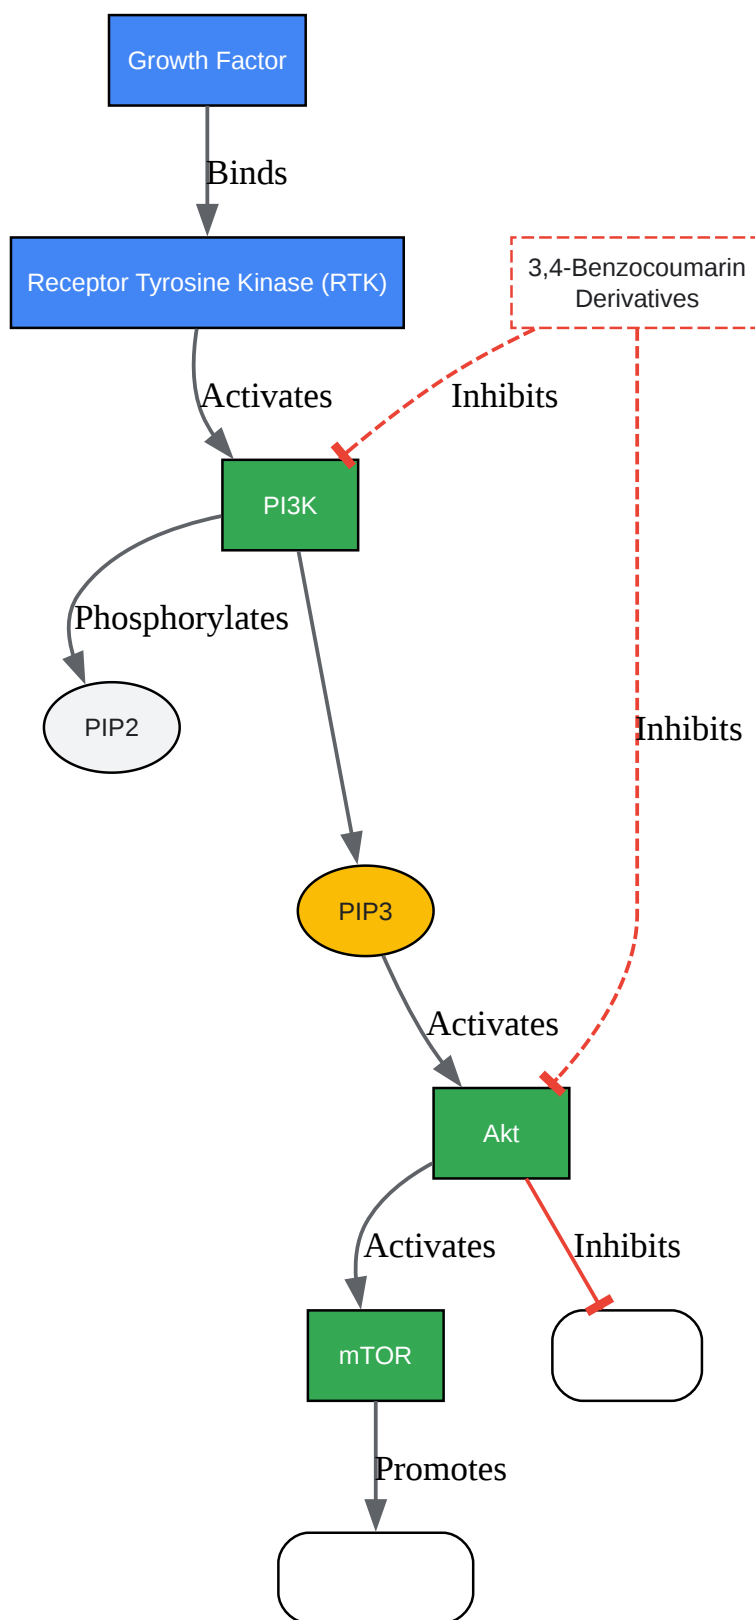 Growth Factor
Binds
Receptor Tyrosine Kinase (RTK)
3,4-Benzocoumarin
Derivatives
Activates
Inhibits
PI3K
Phosphorylates
PIP2
Inhibits
PIP3
Activates
Akt
Activates
Inhibits
mTOR
Promotes